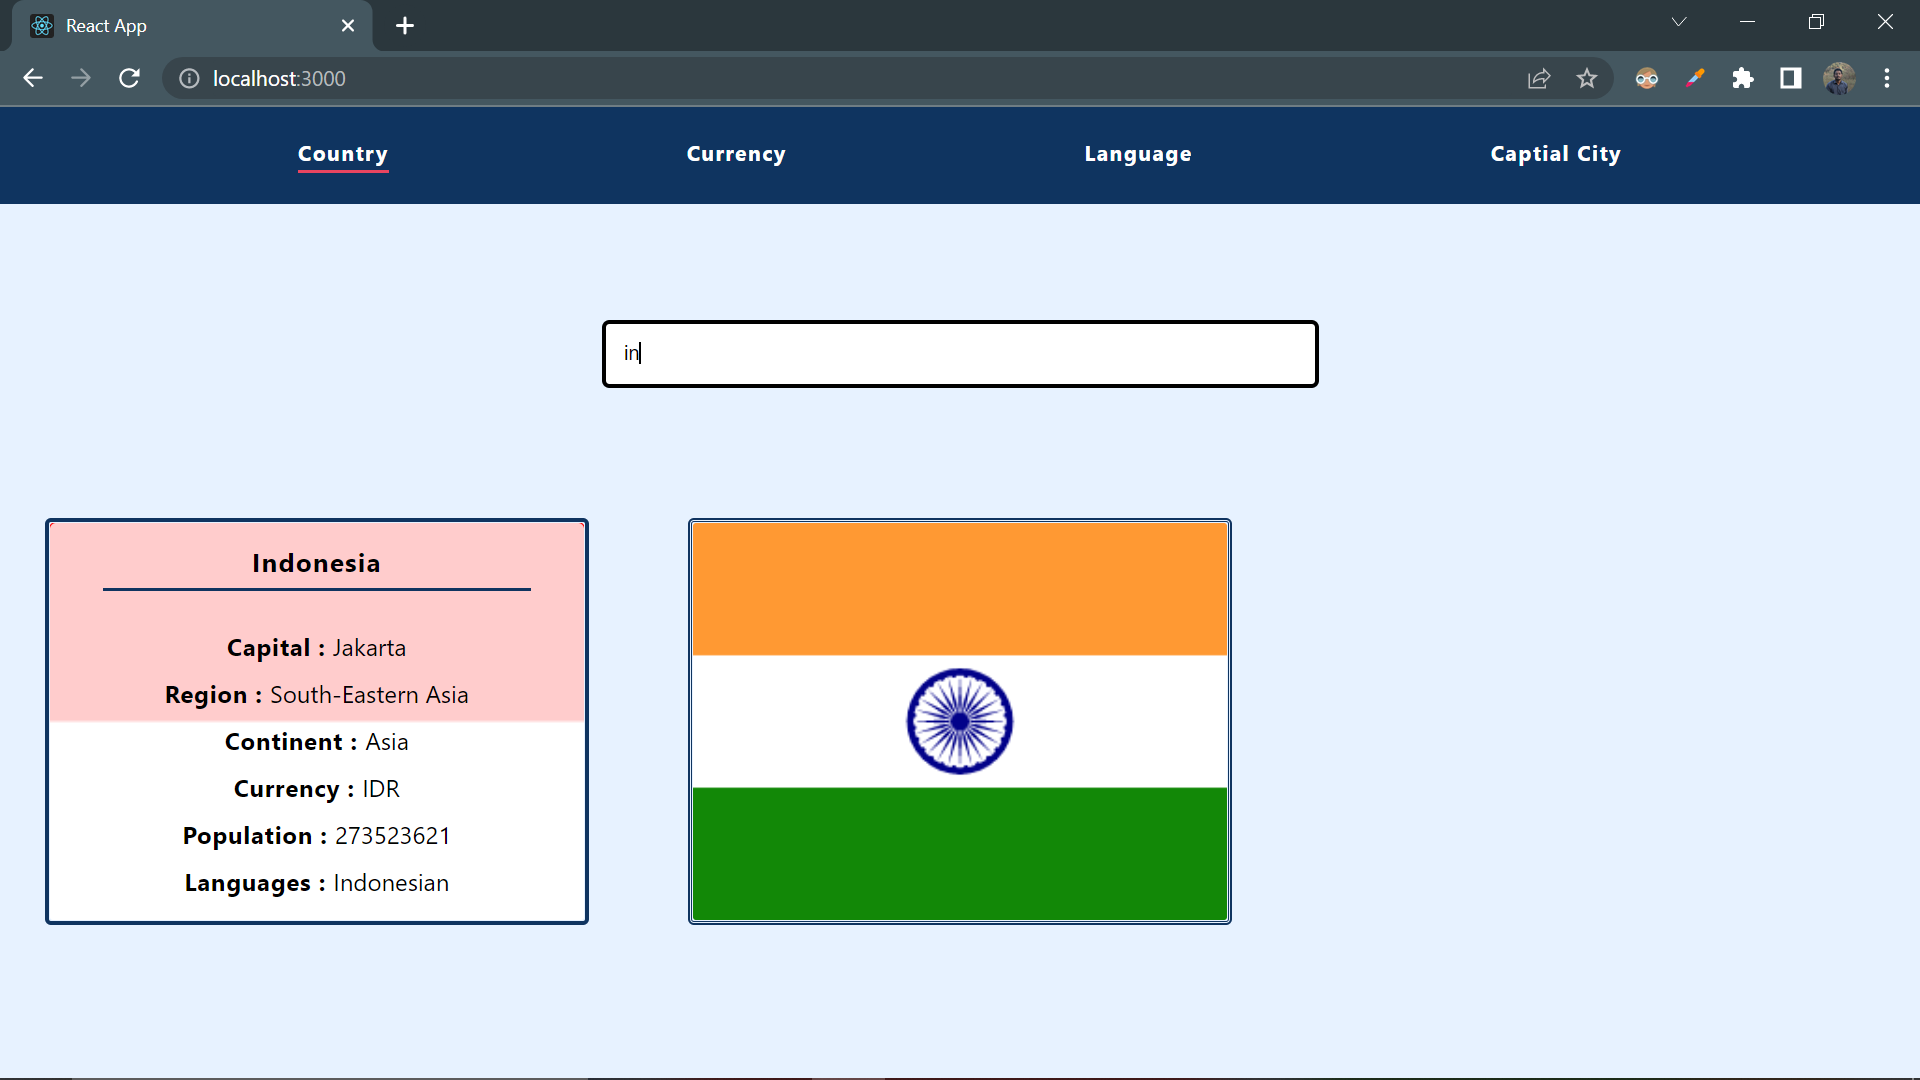 React App
localhost:3000
Country Currency Language Captial City
in
Indonesia
Capital : Jakarta
Region : South-Eastern Asia
Continent : Asia
Currency : IDR
Population : 273523621
Languages : Indonesian